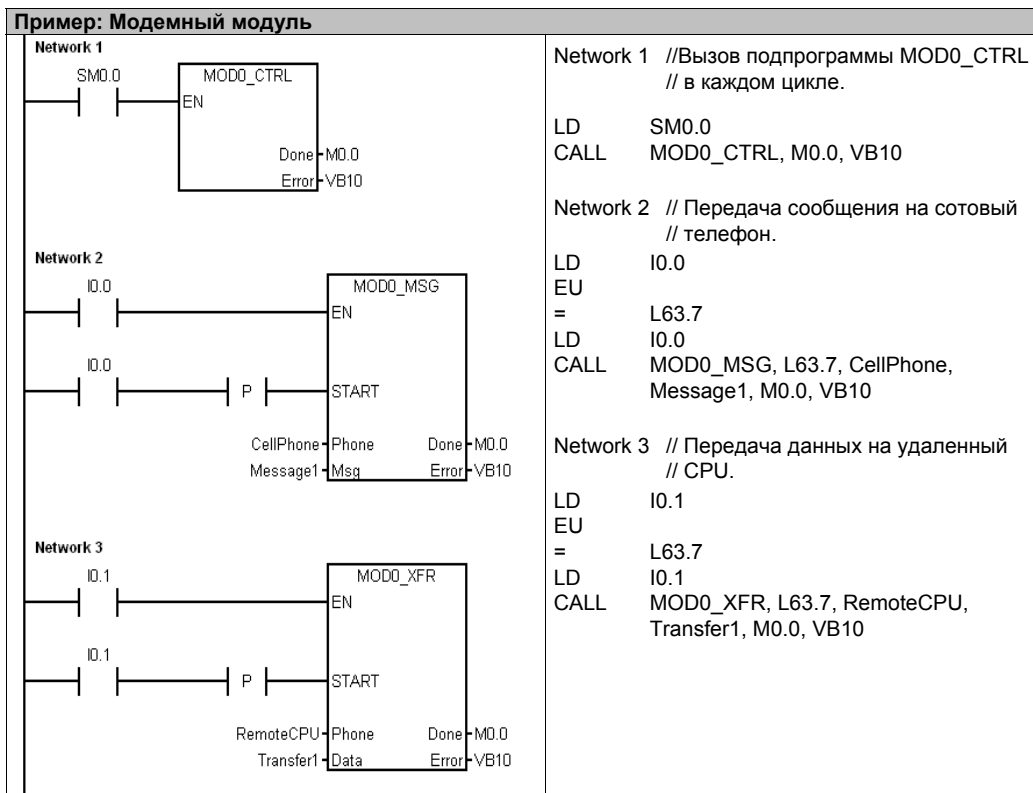 Пример: Модемный модуль
Network 1
SM0.0
MOD0_CTRL
EN
Done M0.0
Error VB10
Network 2
I0.0
MOD0_MSG
EN
I0.0
P
START
CellPhone Phone Done M0.0
Message1 Msg Error VB10
Network 3
I0.1
MOD0_XFR
EN
I0.1
P
START
RemoteCPU Phone Done M0.0
Transfer1 Data Error VB10
Network 1 //Вызов подпрограммы MOD0_CTRL
// в каждом цикле.
LD SM0.0
CALL MOD0_CTRL, M0.0, VB10
Network 2 // Передача сообщения на сотовый
// телефон.
LD I0.0
EU
= L63.7
LD I0.0
CALL MOD0_MSG, L63.7, CellPhone,
Message1, M0.0, VB10
Network 3 // Передача данных на удаленный
// CPU.
LD I0.1
EU
= L63.7
LD I0.1
CALL MOD0_XFR, L63.7, RemoteCPU,
Transfer1, M0.0, VB10